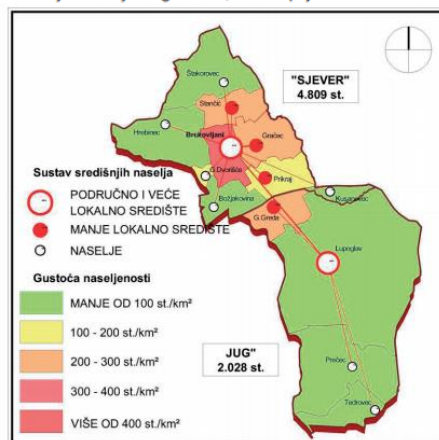 "SJEVER"
4.809 st.
Štakorovec
Stančić
Hrebinec
Brckovljani
Gračec
Prikraj
G.Dvorišće
Božjakovina
Kusanovec
G.Greda
Lupoglav
Prečec
Tedrovec
Sustav središnjih naselja
PODRUČNO I VEĆE
LOKALNO SREDIŠTE
MANJE LOKALNO SREDIŠTE
NASELJE
Gustoća naseljenosti
MANJE OD 100 st./km²
100 - 200 st./km²
200 - 300 st./km²
300 - 400 st./km²
VIŠE OD 400 st./km²
JUG"
2.028 st.